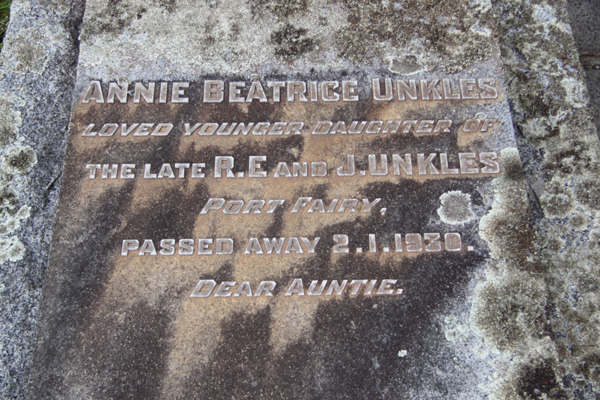 ANNIE BEATRICE UNKLES
LOVED YOUNGER DAUGHTER OF
THE LATE R.E AND J.UNKLES
PORT FAIRY,
PASSED AWAY 2.1.1930.
DEAR AUNTIE.